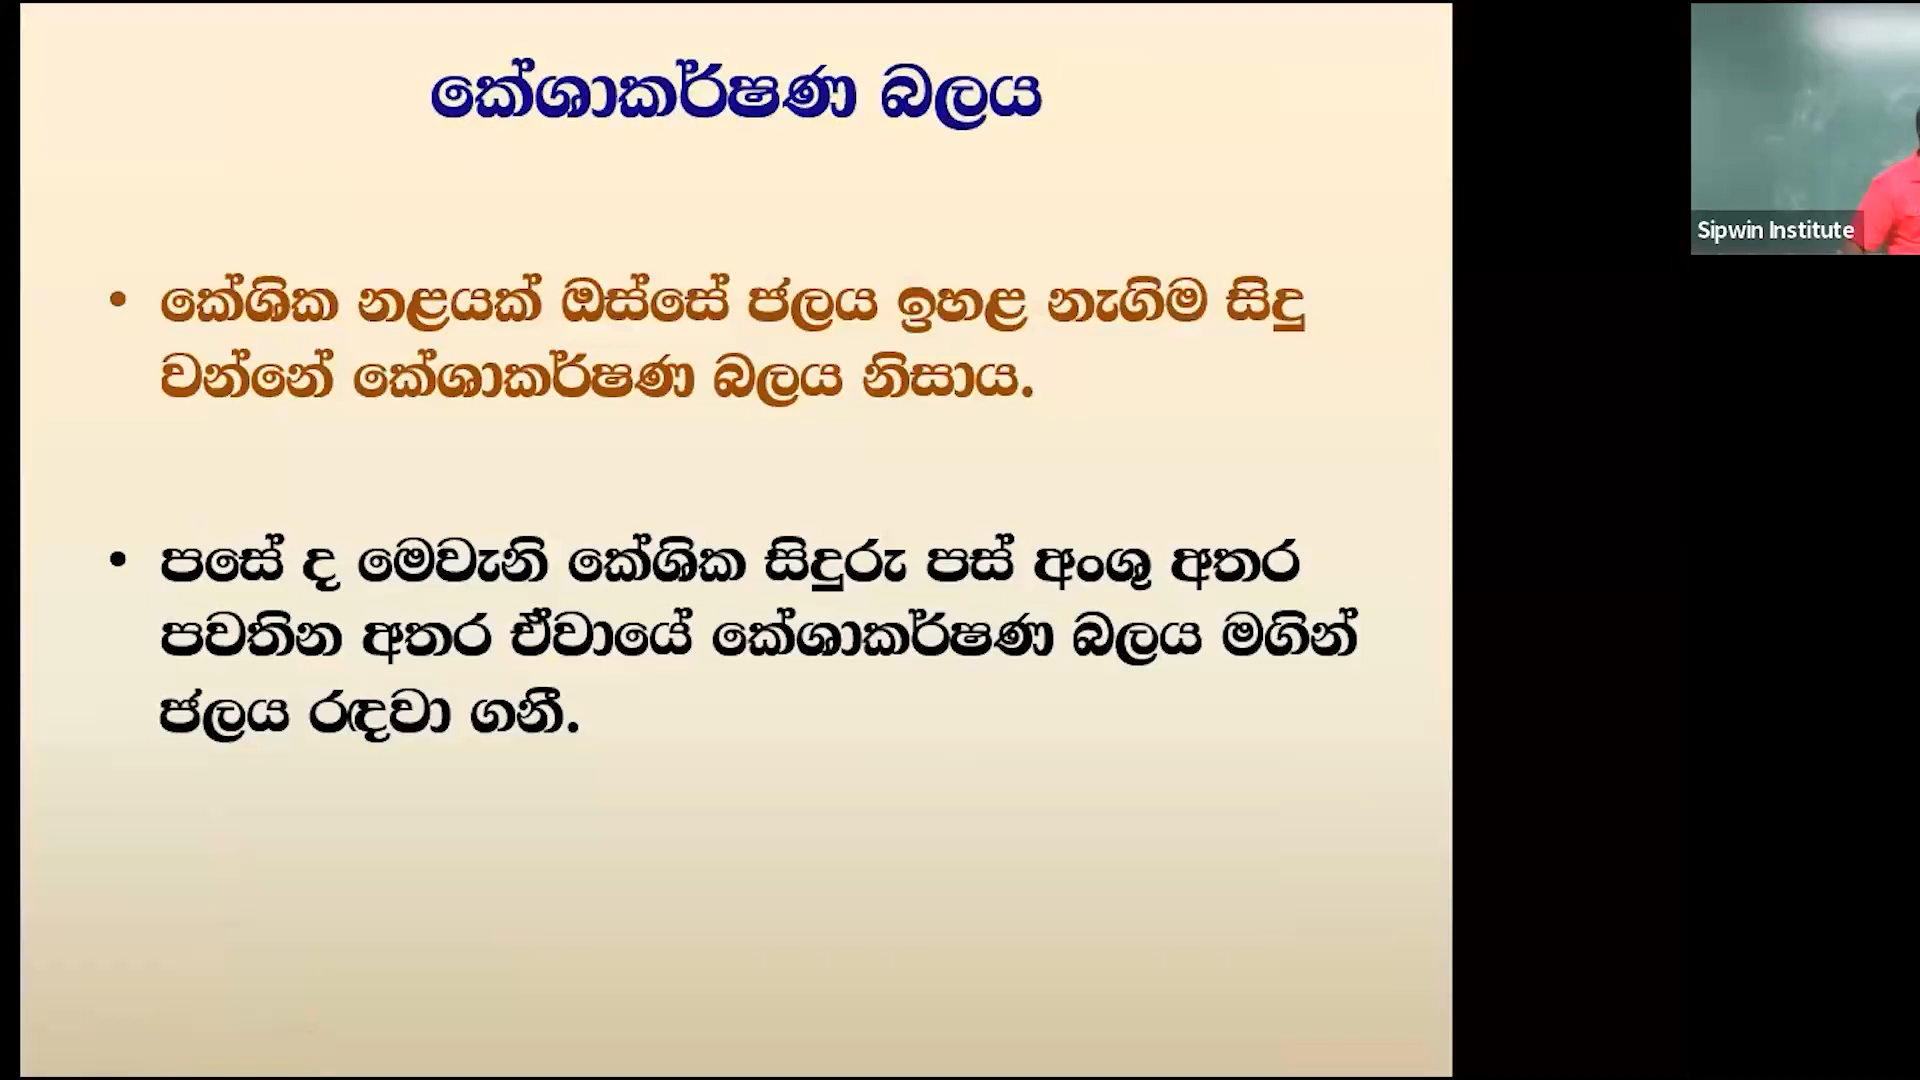 කේශාකර්ෂණ බලය
• කේශික නළයක් ඔස්සේ ජලය ඉහළ නැගිම සිදු
වන්නේ කේශාකර්ෂණ බලය නිසාය.
• පසේ ද මෙවැනි කේශික සිදුරු පස් අංශු අතර
පවතින අතර ඒවායේ කේශාකර්ෂණ බලය මගින්
ජලය රඳවා ගනී.
Sipwin Institute